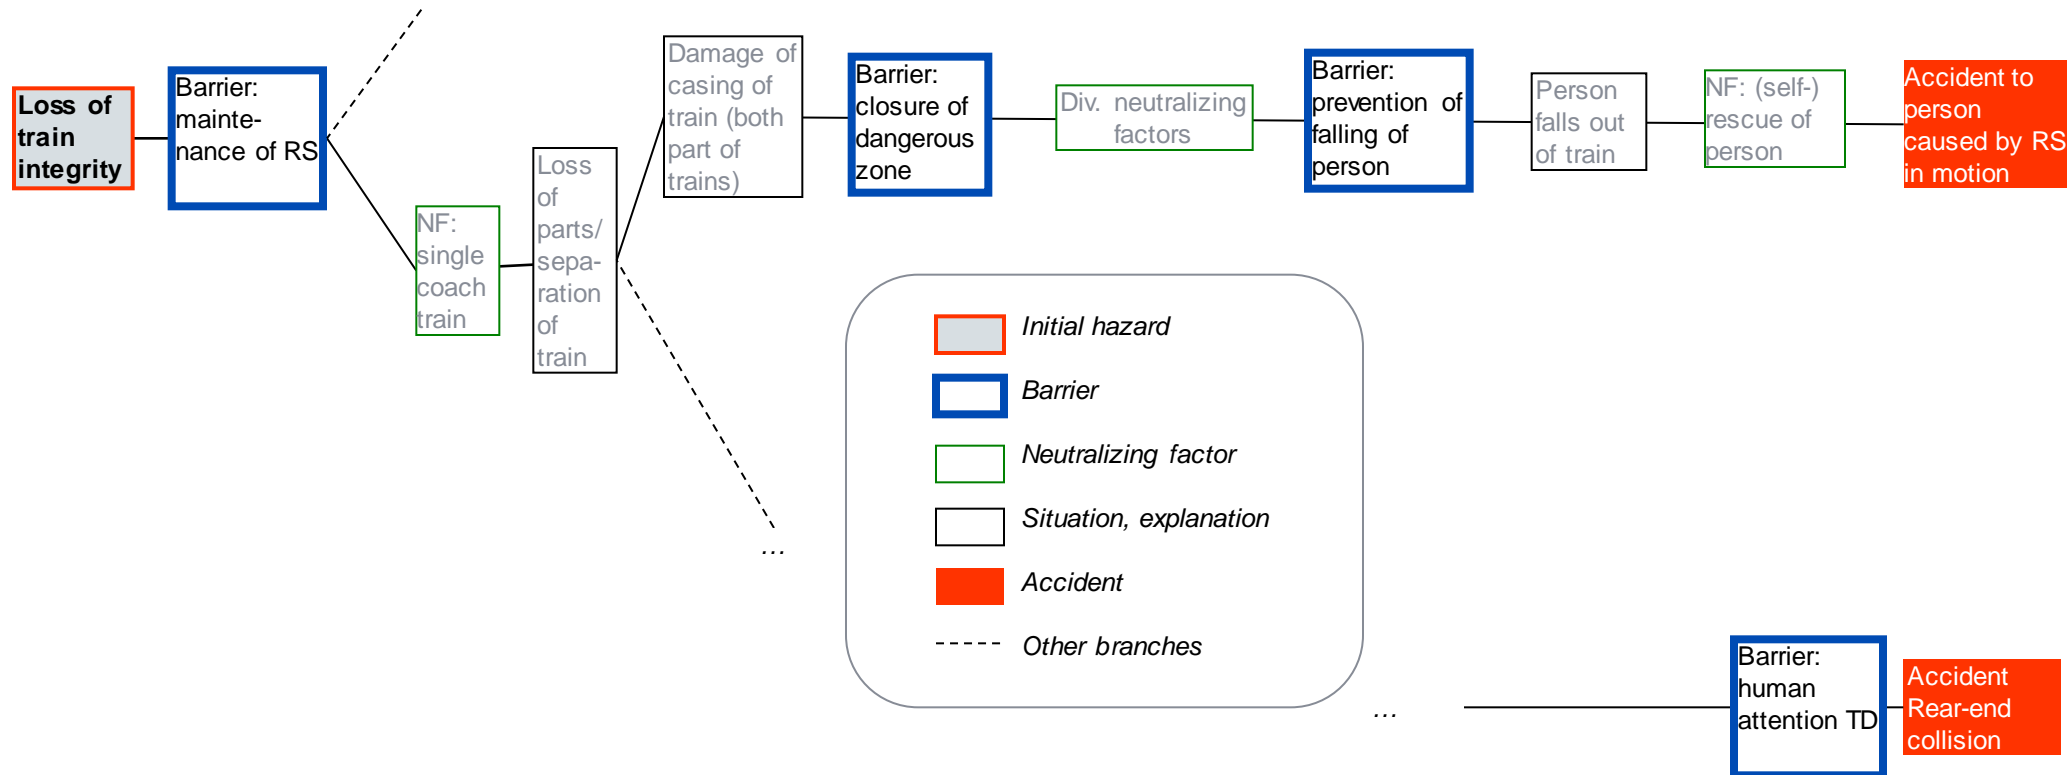 Loss of
train
integrity
Barrier:
mainte-
nance of RS
NF:
single
coach
train
Loss
of
parts/
sepa-
ration
of
train
Damage of
casing of
train (both
part of
trains)
Barrier:
closure of
dangerous
zone
Div. neutralizing
factors
Barrier:
prevention of
falling of
person
Person
falls out
of train
NF: (self-)
rescue of
person
Accident to
person
caused by RS
in motion
...
Initial hazard
Barrier
Neutralizing factor
Situation, explanation
Accident
Other branches
...
Barrier:
human
attention TD
Accident
Rear-end
collision